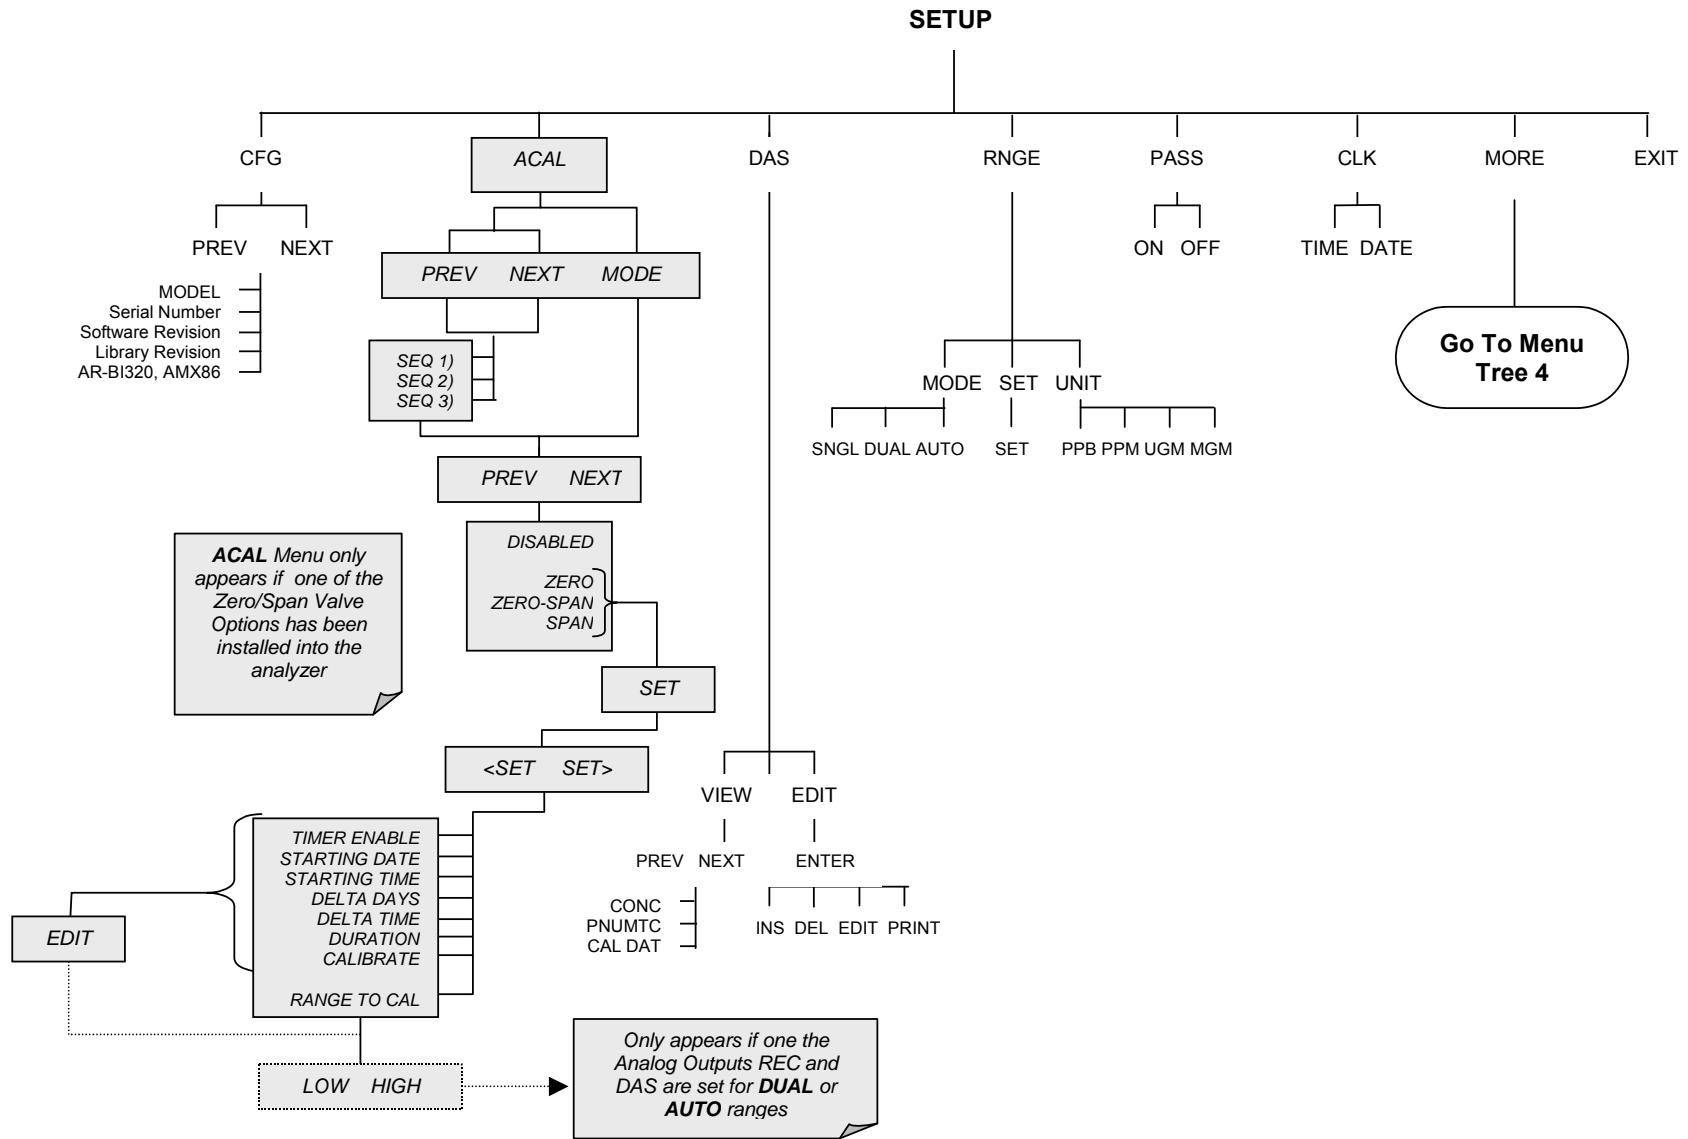 SETUP
CFG
ACAL
DAS
RNGE
PASS
CLK
MORE
EXIT
PREV NEXT
PREV NEXT MODE
ON OFF
TIME DATE
MODEL
Serial Number
Software Revision
Library Revision
AR-BI320, AMX86
SEQ 1)
SEQ 2)
SEQ 3)
Go To Menu
Tree 4
MODE SET UNIT
SNGL DUAL AUTO
SET
PPB PPM UGM MGM
PREV NEXT
DISABLED
ZERO
ZERO-SPAN
SPAN
ACAL Menu only
appears if one of the
Zero/Span Valve
Options has been
installed into the
analyzer
SET
<SET SET>
VIEW EDIT
PREV NEXT
ENTER
TIMER ENABLE
STARTING DATE
STARTING TIME
DELTA DAYS
DELTA TIME
DURATION
CALIBRATE
RANGE TO CAL
EDIT
CONC
PNUMTC
CAL DAT
INS DEL EDIT PRINT
LOW HIGH
Only appears if one the
Analog Outputs REC and
DAS are set for DUAL or
AUTO ranges